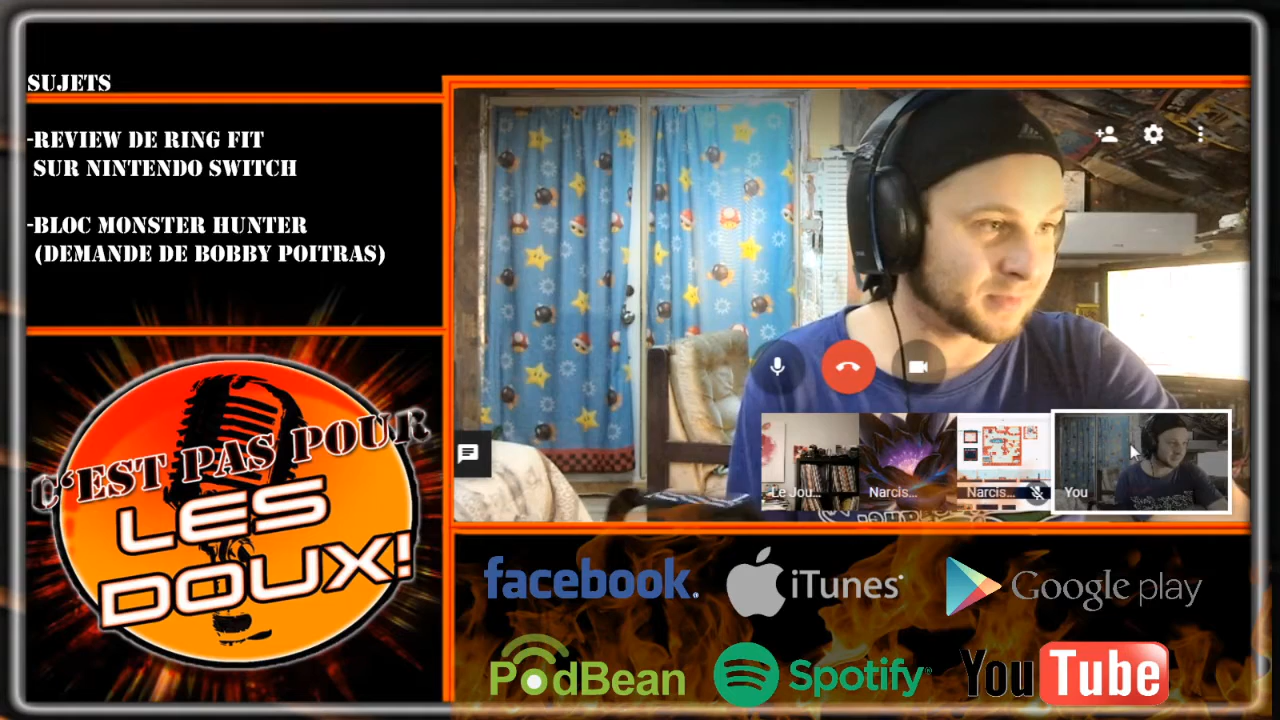 SUJETS
-REVIEW DE RING FIT
SUR NINTENDO SWITCH
-BLOC MONSTER HUNTER
(DEMANDE DE BOBBY POITRAS)
C'EST PAS POUR
LES
DOUX!
Le Jou...
Narcis...
Narcis...
You
facebook.
iTunes
Google play
PodBean
Spotify
YouTube